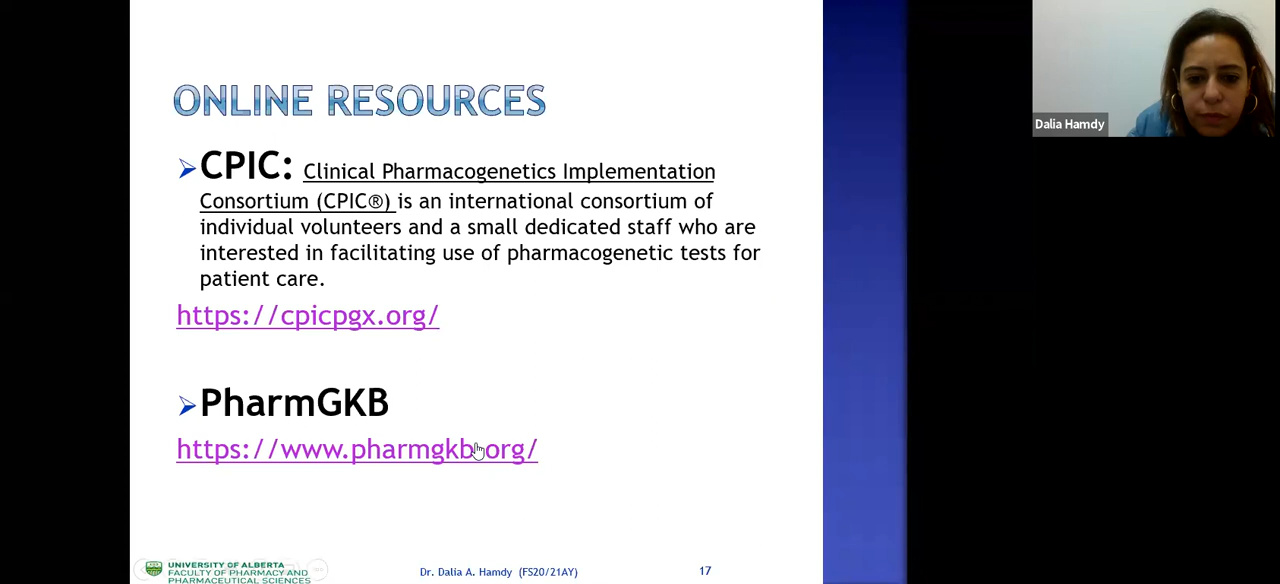 ONLINE RESOURCES
CPIC: Clinical Pharmacogenetics Implementation
Consortium (CPIC®) is an international consortium of
individual volunteers and a small dedicated staff who are
interested in facilitating use of pharmacogenetic tests for
patient care.
https://cpicpgx.org/
PharmGKB
https://www.pharmgkb.org/
UNIVERSITY OF ALBERTA
FACULTY OF PHARMACY AND
PHARMACEUTICAL SCIENCES
Dr. Dalia A. Hamdy (FS20/21AY)
17
Dalia Hamdy